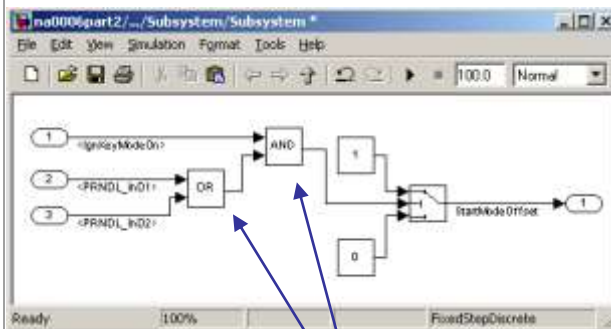 na0006part2/.../Subsystem/Subsystem *
File Edit View Simulation Format Tools Help
100.0 Normal
1 <IgnKeyModeOn>
AND
1
2 <PRNDL_InD1>
OR
3 <PRNDL_InD2>
StartModeOffset
1
0
Ready 100% FixedStepDiscrete